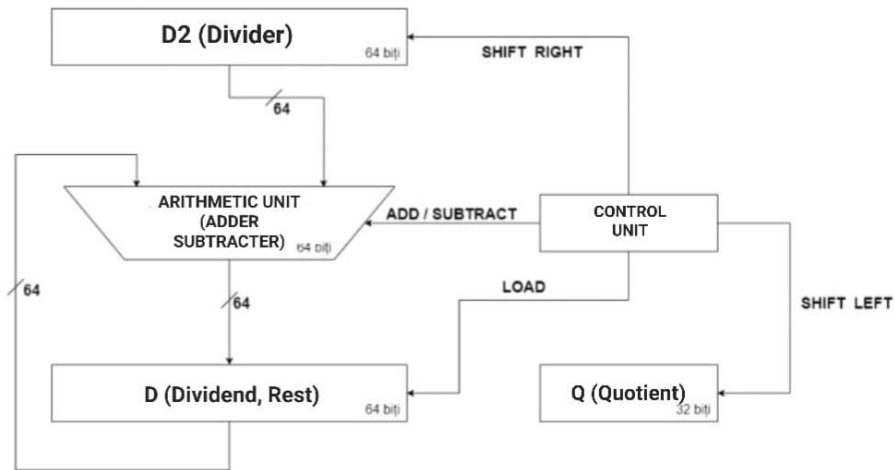 D2 (Divider)
64 biți
SHIFT RIGHT
64
ARITHMETIC UNIT
(ADDER
SUBTRACTER)
64 biți
ADD / SUBTRACT
CONTROL
UNIT
64
64
LOAD
SHIFT LEFT
D (Dividend, Rest)
64 biți
Q (Quotient)
32 biți